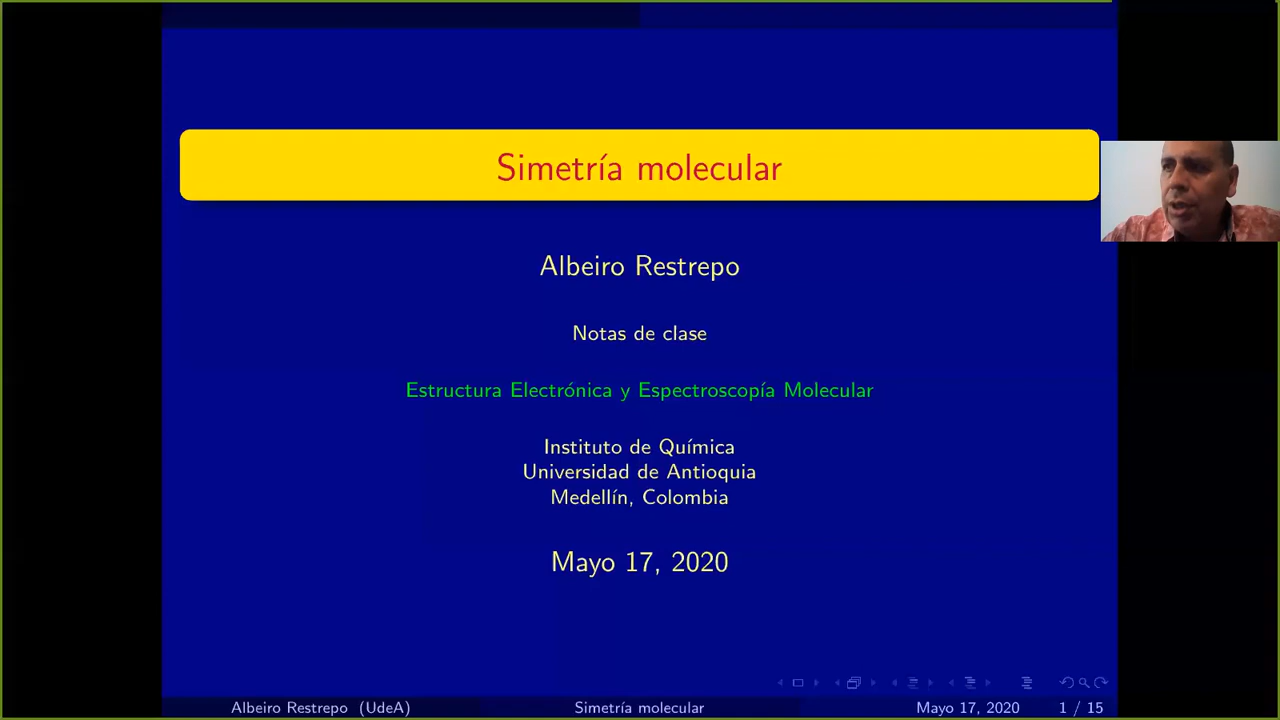 Simetría molecular
Albeiro Restrepo
Notas de clase
Estructura Electrónica y Espectroscopía Molecular
Instituto de Química
Universidad de Antioquia
Medellín, Colombia
Mayo 17, 2020
Albeiro Restrepo (UdeA) Simetría molecular Mayo 17, 2020 1 / 15